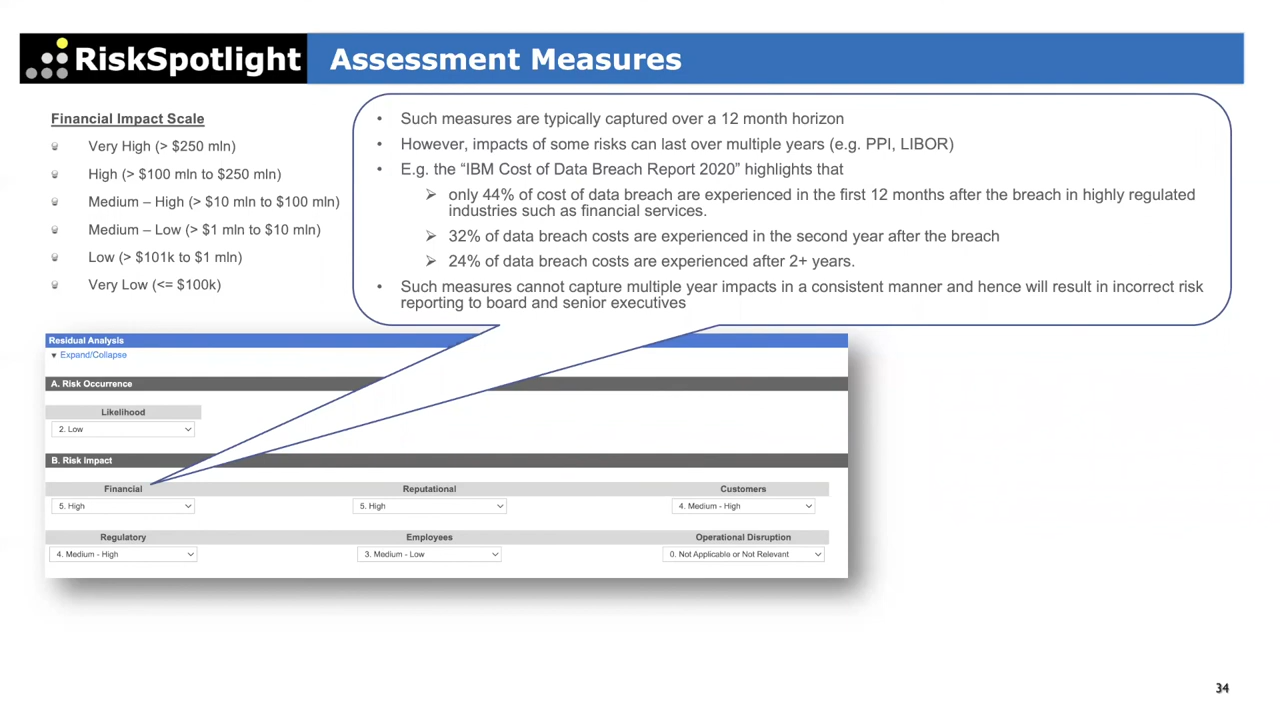 RiskSpotlight
Assessment Measures
Financial Impact Scale
Very High (> $250 mln)
High (> $100 mln to $250 mln)
Medium – High (> $10 mln to $100 mln)
Medium – Low (> $1 mln to $10 mln)
Low (> $101k to $1 mln)
Very Low (<= $100k)
• Such measures are typically captured over a 12 month horizon
• However, impacts of some risks can last over multiple years (e.g. PPI, LIBOR)
• E.g. the “IBM Cost of Data Breach Report 2020” highlights that
➢ only 44% of cost of data breach are experienced in the first 12 months after the breach in highly regulated
industries such as financial services.
➢ 32% of data breach costs are experienced in the second year after the breach
➢ 24% of data breach costs are experienced after 2+ years.
• Such measures cannot capture multiple year impacts in a consistent manner and hence will result in incorrect risk
reporting to board and senior executives
Residual Analysis
▼ Expand/Collapse
A. Risk Occurrence
Likelihood
2. Low
B. Risk Impact
Financial Reputational Customers
5. High 5. High 4. Medium - High
Regulatory Employees Operational Disruption
4. Medium - High 3. Medium - Low 0. Not Applicable or Not Relevant
34